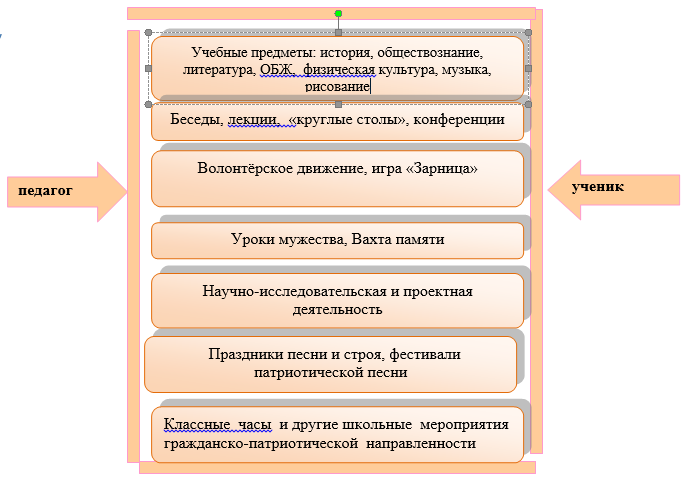 Учебные предметы: история, обществознание,
литература, ОБЖ, физическая культура, музыка,
рисование
Беседы, лекции, «круглые столы», конференции
Волонтёрское движение, игра «Зарница»
педагог
ученик
Уроки мужества, Вахта памяти
Научно-исследовательская и проектная
деятельность
Праздники песни и строя, фестивали
патриотической песни
Классные часы и другие школьные мероприятия
гражданско-патриотической направленности